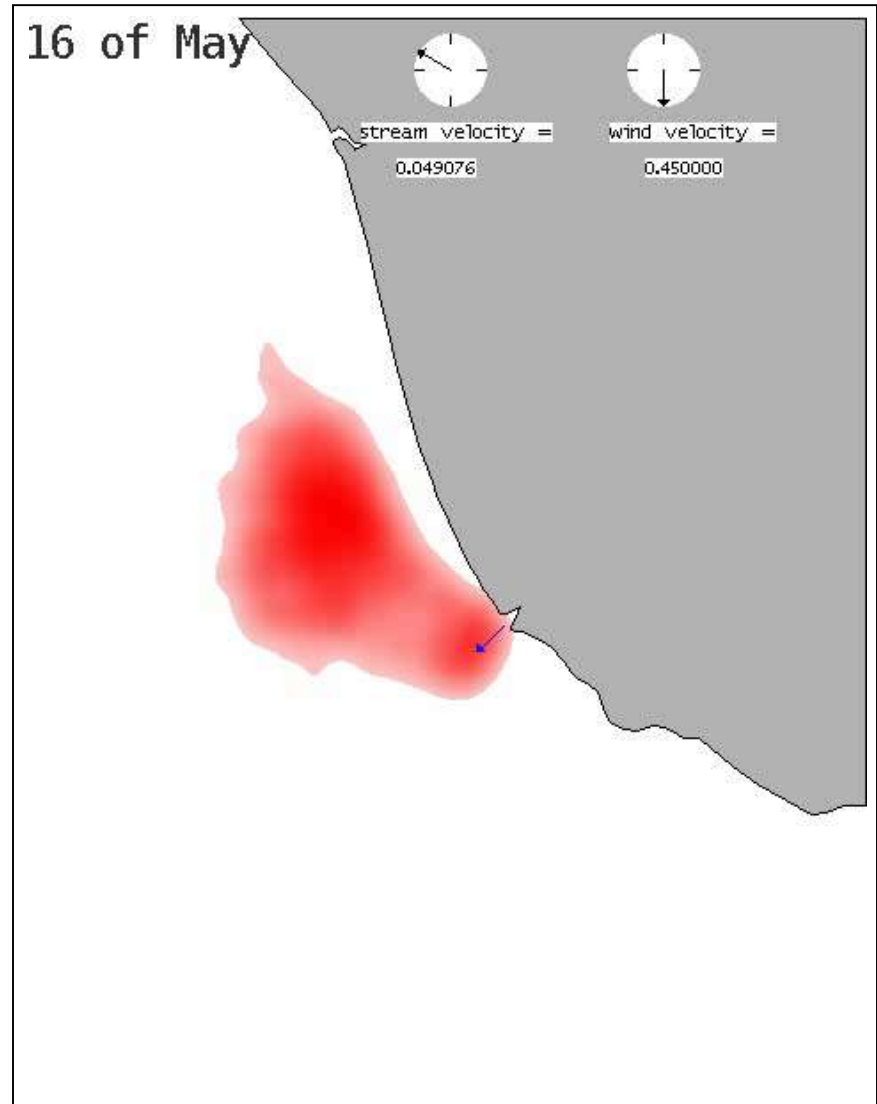 16 of May
stream velocity =
0.049076
wind velocity =
0.450000